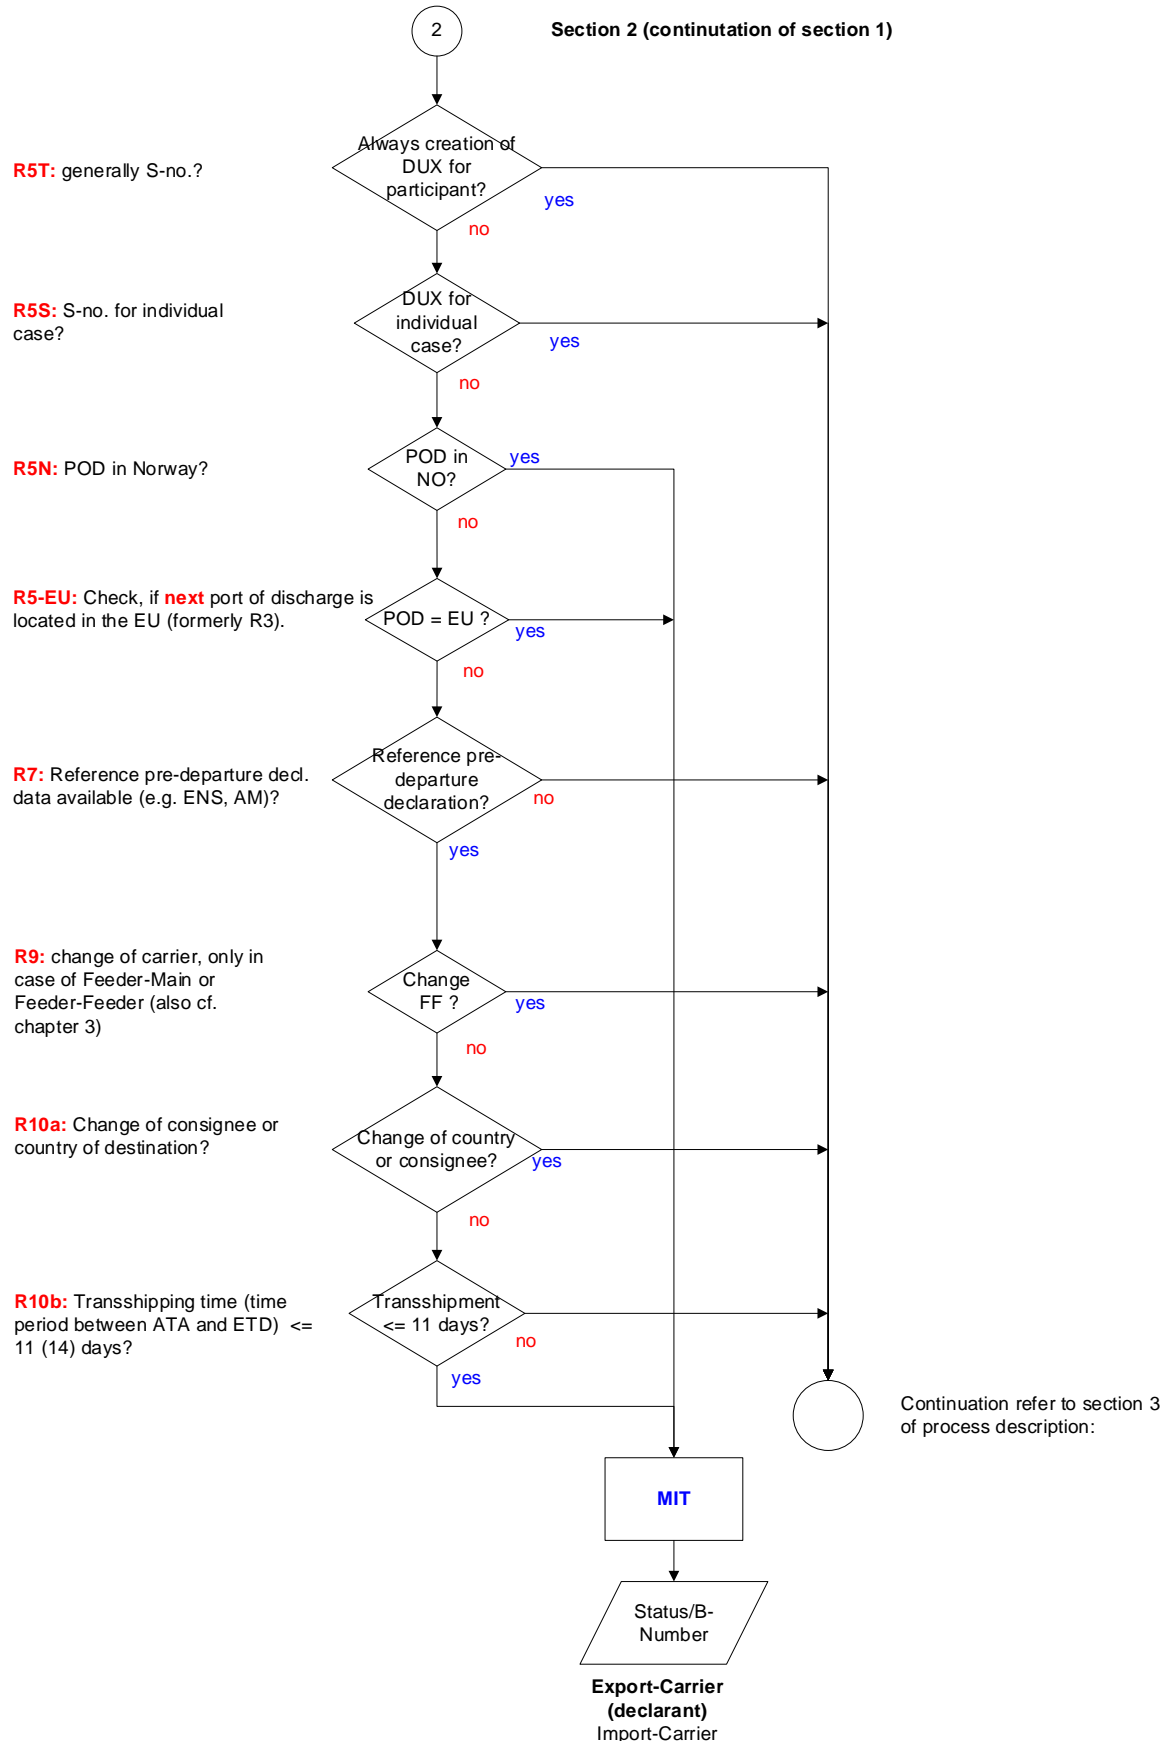 2
Section 2 (continutation of section 1)
R5T: generally S-no.?
Always creation of
DUX for
participant?
yes
no
R5S: S-no. for individual
case?
DUX for
individual
case?
yes
no
R5N: POD in Norway?
POD in
NO?
yes
no
R5-EU: Check, if next port of discharge is
located in the EU (formerly R3).
POD = EU ?
yes
no
R7: Reference pre-departure decl.
data available (e.g. ENS, AM)?
Reference pre-
departure
declaration?
no
yes
R9: change of carrier, only in
case of Feeder-Main or
Feeder-Feeder (also cf.
chapter 3)
Change
FF ?
yes
no
R10a: Change of consignee or
country of destination?
Change of country
or consignee?
yes
no
R10b: Transshipping time (time
period between ATA and ETD) <=
11 (14) days?
Transshipment
<= 11 days?
no
yes
Continuation refer to section 3
of process description:
MIT
Status/B-
Number
Export-Carrier
(declarant)
Import-Carrier